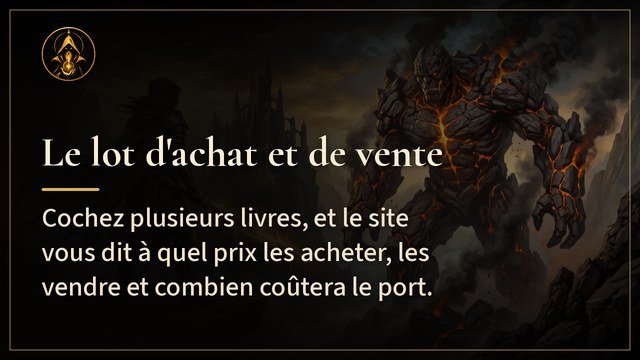 Le lot d'achat et de vente
Cochez plusieurs livres, et le site
vous dit à quel prix les acheter, les
vendre et combien coûtera le port.